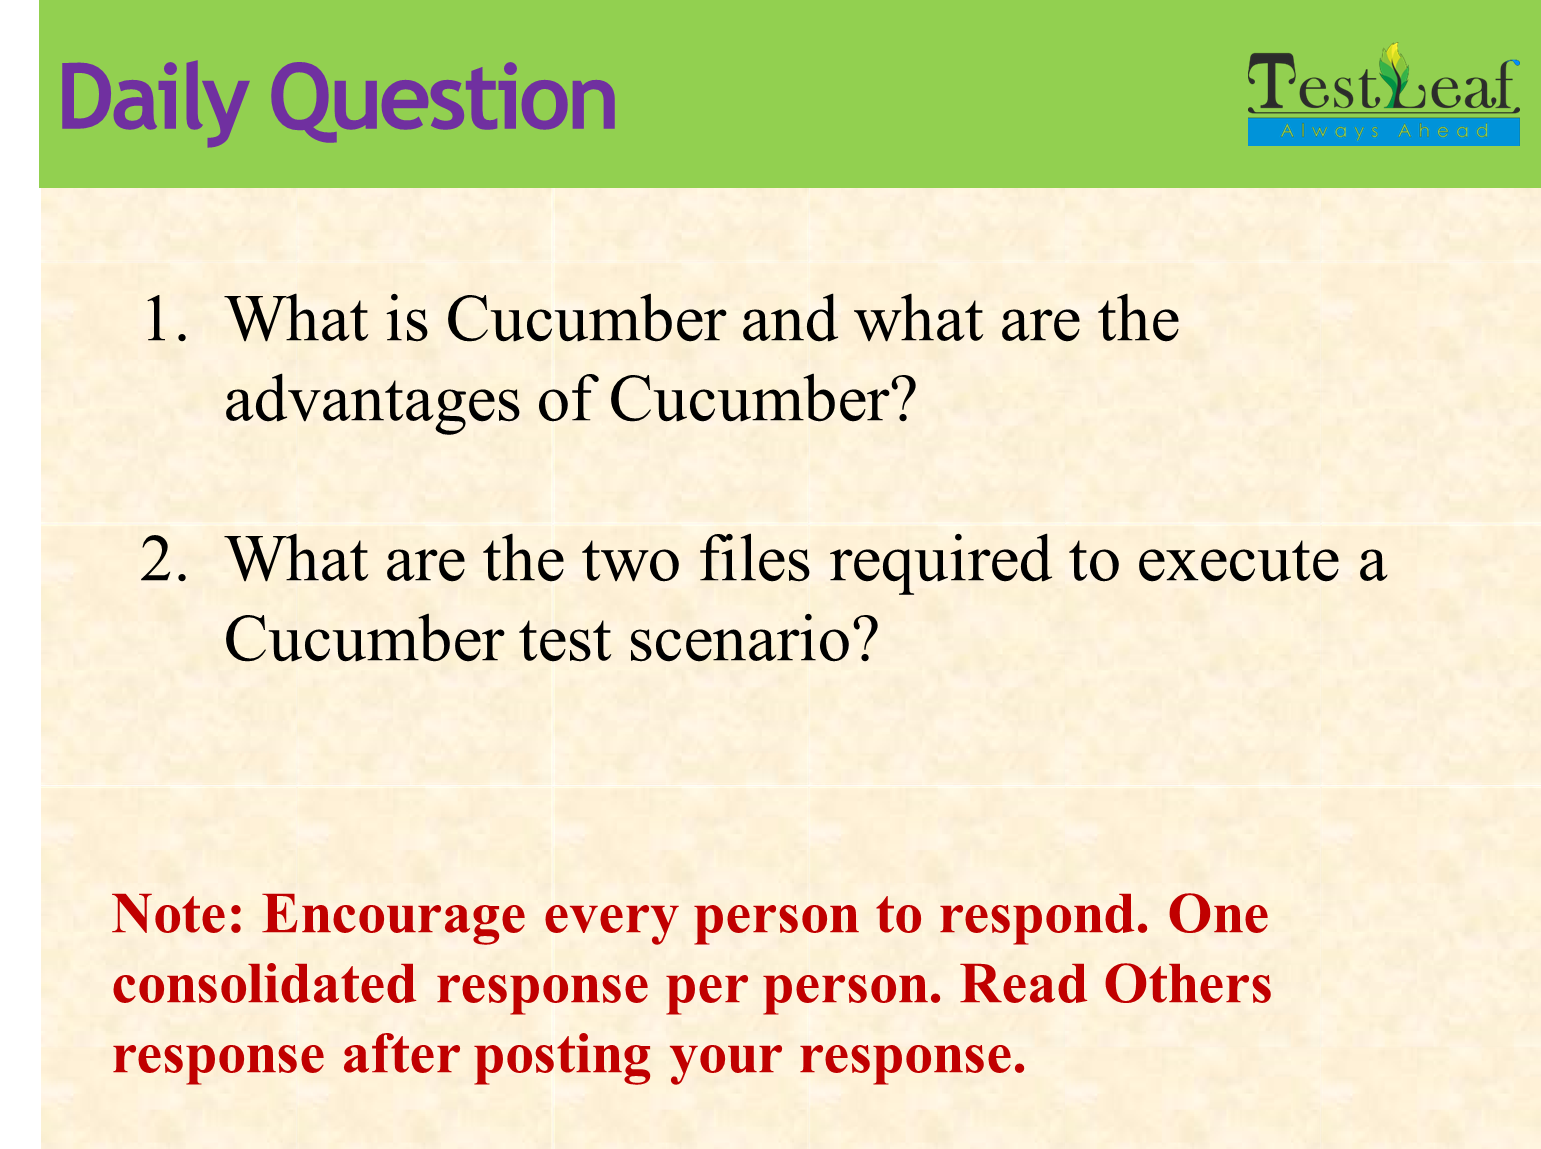 Daily Question
TestLeaf
Always Ahead
1. What is Cucumber and what are the
advantages of Cucumber?
2. What are the two files required to execute a
Cucumber test scenario?
Note: Encourage every person to respond. One
consolidated response per person. Read Others
response after posting your response.